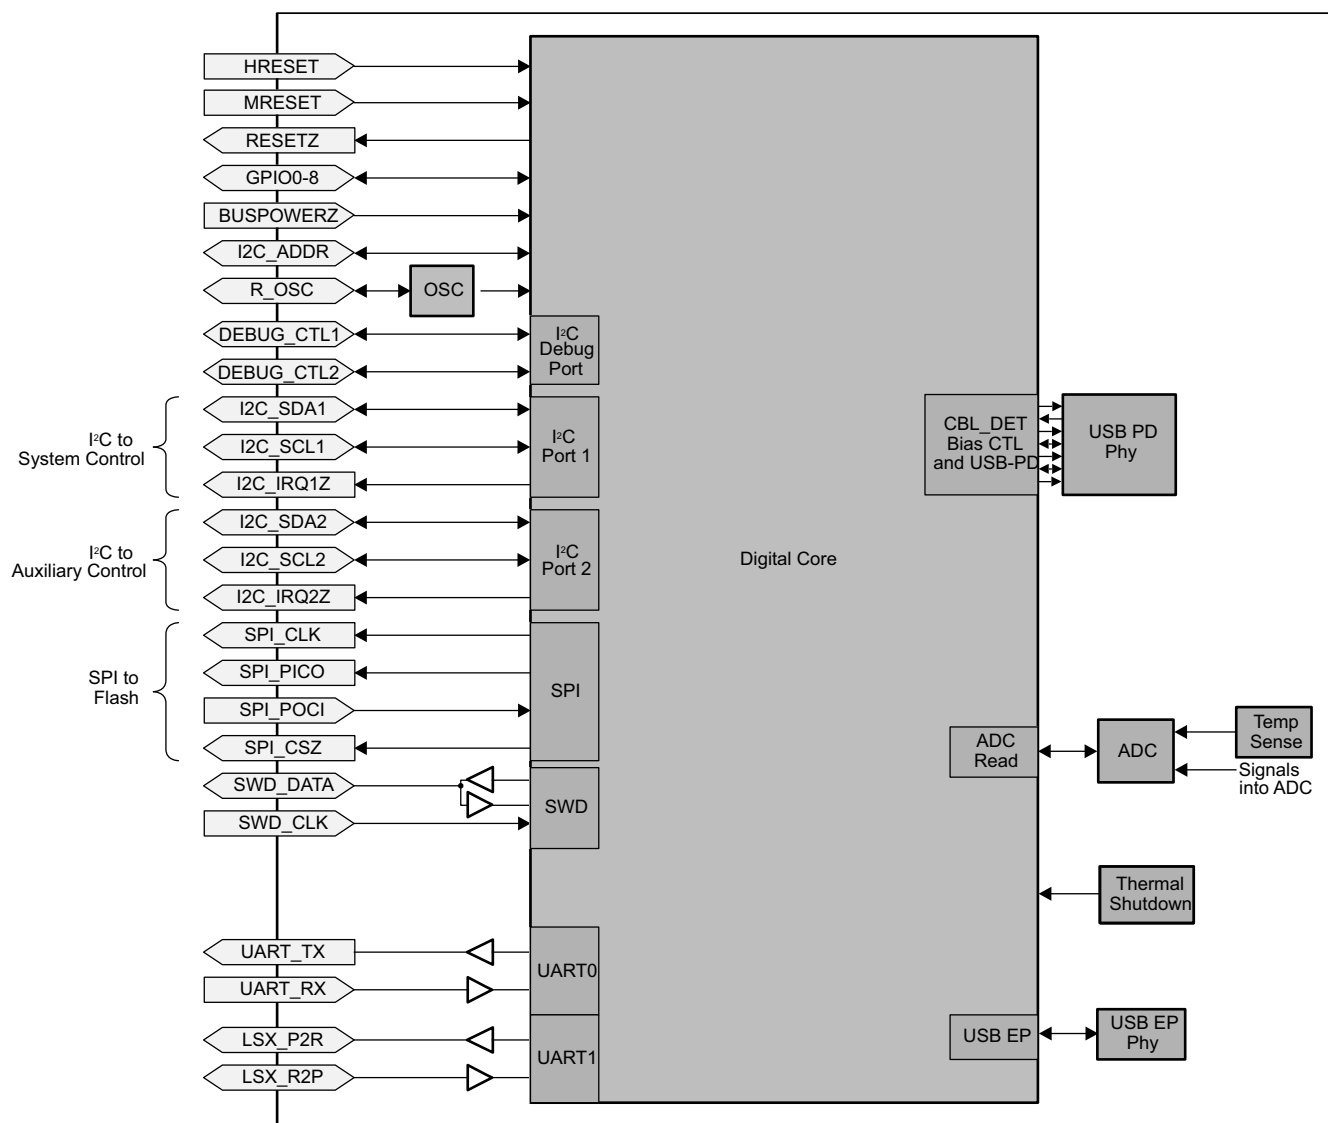 HRESET
MRESET
RESETZ
GPIO0-8
BUSPOWERZ
I2C_ADDR
R_OSC
OSC
DEBUG_CTL1
DEBUG_CTL2
I²C
Debug
Port
I²C to
System Control
I2C_SDA1
I2C_SCL1
I2C_IRQ1Z
I²C
Port 1
CBL_DET
Bias CTL
and USB-PD
USB PD
Phy
I²C to
Auxiliary Control
I2C_SDA2
I2C_SCL2
I2C_IRQ2Z
I²C
Port 2
Digital Core
SPI to
Flash
SPI_CLK
SPI_PICO
SPI_POCI
SPI_CSZ
SPI
ADC
Read
ADC
Temp
Sense
Signals
into ADC
SWD_DATA
SWD_CLK
SWD
Thermal
Shutdown
UART_TX
UART_RX
UART0
LSX_P2R
LSX_R2P
UART1
USB EP
USB EP
Phy